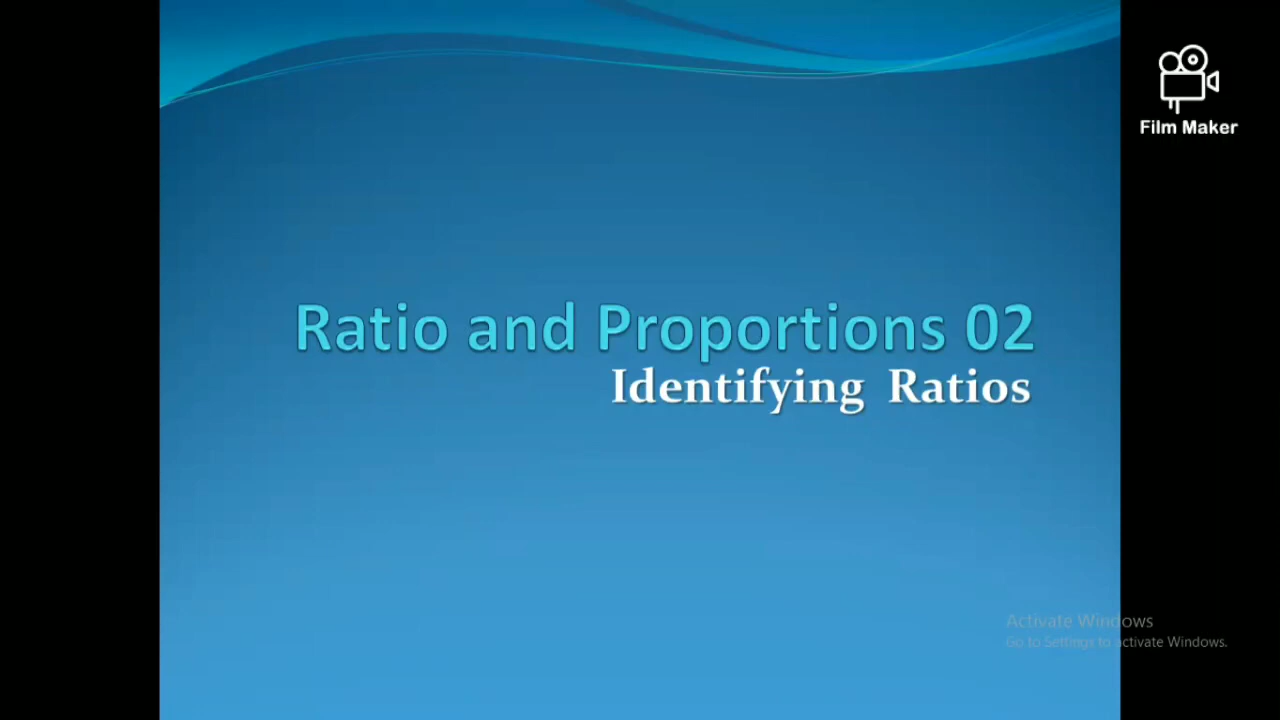 Film Maker
Ratio and Proportions 02
Identifying Ratios
Activate Windows
Go to Settings to activate Windows.